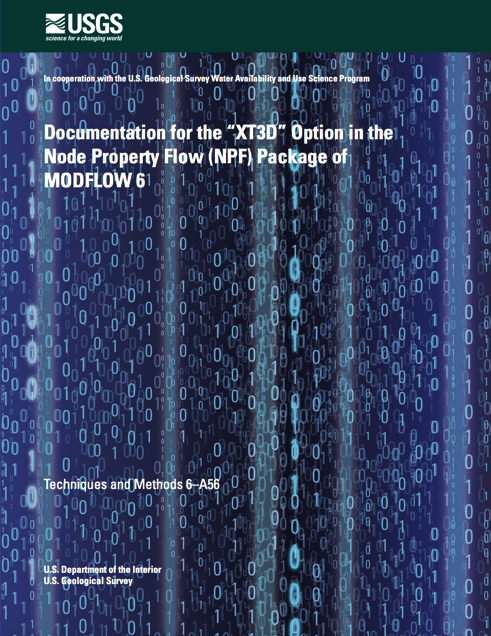 USGS
science for a changing world
In cooperation with the U.S. Geological Survey Water Availability and Use Science Program
Documentation for the “XT3D” Option in the
Node Property Flow (NPF) Package of
MODFLOW 6
Techniques and Methods 6–A56
U.S. Department of the Interior
U.S. Geological Survey